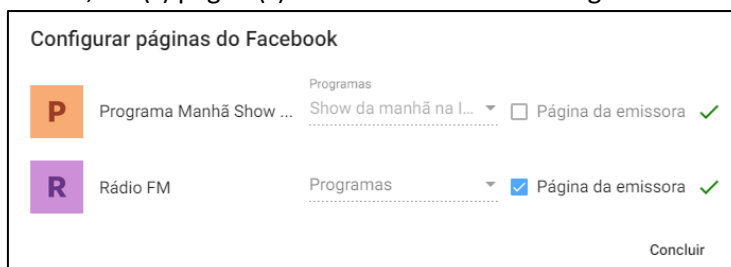 Configurar páginas do Facebook
Programas
P Programa Manhã Show ... Show da manhã na I... Página da emissora
R Rádio FM Programas Página da emissora
Concluir